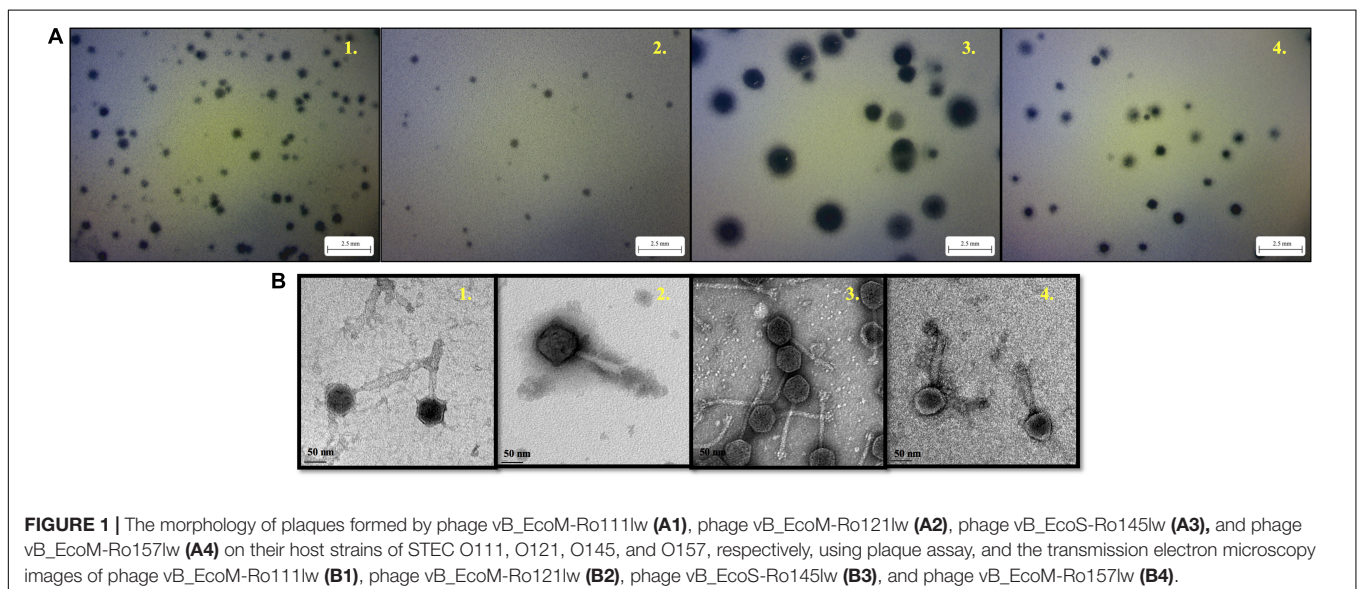 A
1.
2.
3.
4.
2.5 mm
2.5 mm
2.5 mm
2.5 mm
B
1.
2.
3.
4.
50 nm
50 nm
50 nm
50 nm
FIGURE 1 | The morphology of plaques formed by phage vB_EcoM-Ro111lw (A1), phage vB_EcoM-Ro121lw (A2), phage vB_EcoS-Ro145lw (A3), and phage
vB_EcoM-Ro157lw (A4) on their host strains of STEC O111, O121, O145, and O157, respectively, using plaque assay, and the transmission electron microscopy
images of phage vB_EcoM-Ro111lw (B1), phage vB_EcoM-Ro121lw (B2), phage vB_EcoS-Ro145lw (B3), and phage vB_EcoM-Ro157lw (B4).